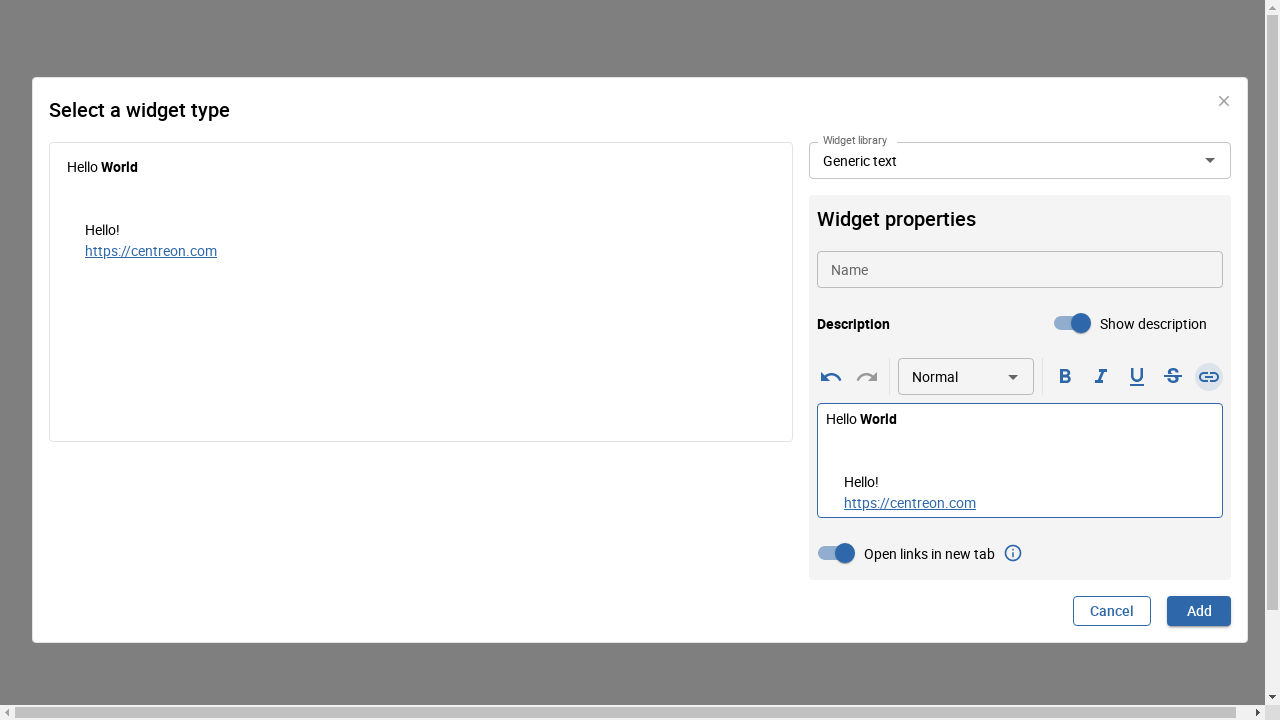 Select a widget type
Hello World
Hello!
https://centreon.com
Widget library
Generic text
Widget properties
Name
Description
Show description
Normal
B I U S
Hello World
Hello!
https://centreon.com
Open links in new tab
Cancel
Add